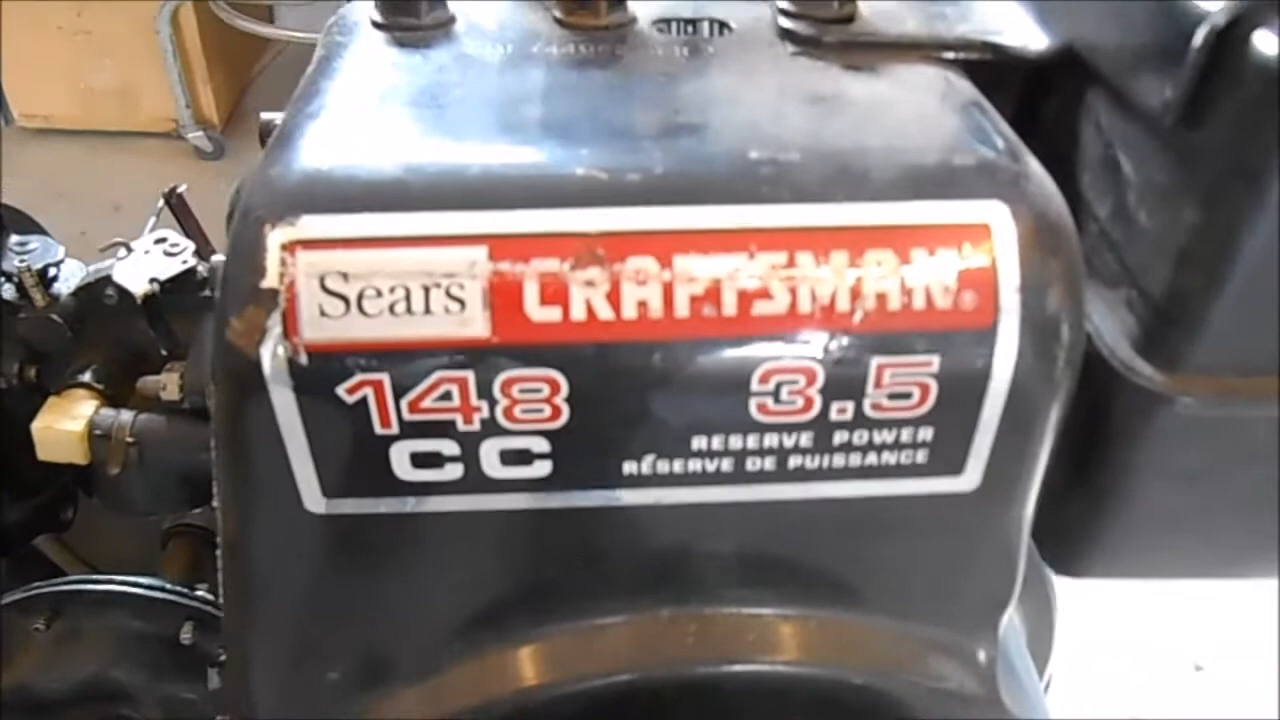 Sears CRAFTSMAN®
148 3.5
CC RESERVE POWER
RÉSERVE DE PUISSANCE